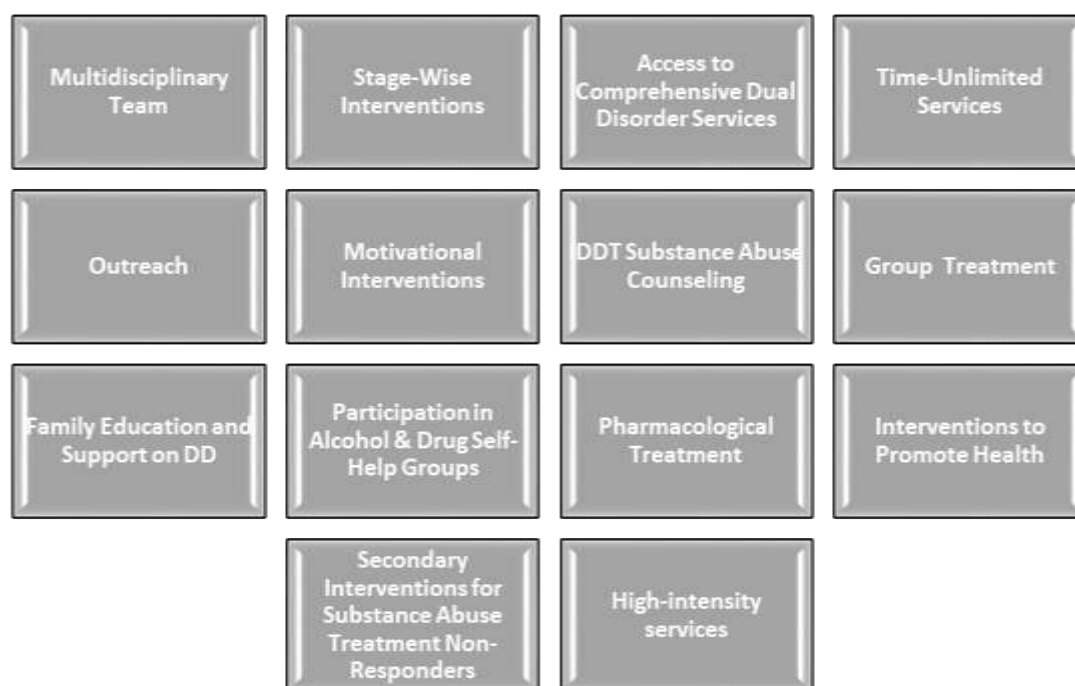 Multidisciplinary
Team
Stage-Wise
Interventions
Access to
Comprehensive Dual
Disorder Services
Time-Unlimited
Services
Outreach
Motivational
Interventions
DDT Substance Abuse
Counseling
Group Treatment
Family Education and
Support on DD
Participation in
Alcohol & Drug Self-
Help Groups
Pharmacological
Treatment
Interventions to
Promote Health
Secondary
Interventions for
Substance Abuse
Treatment Non-
Responders
High-intensity
services